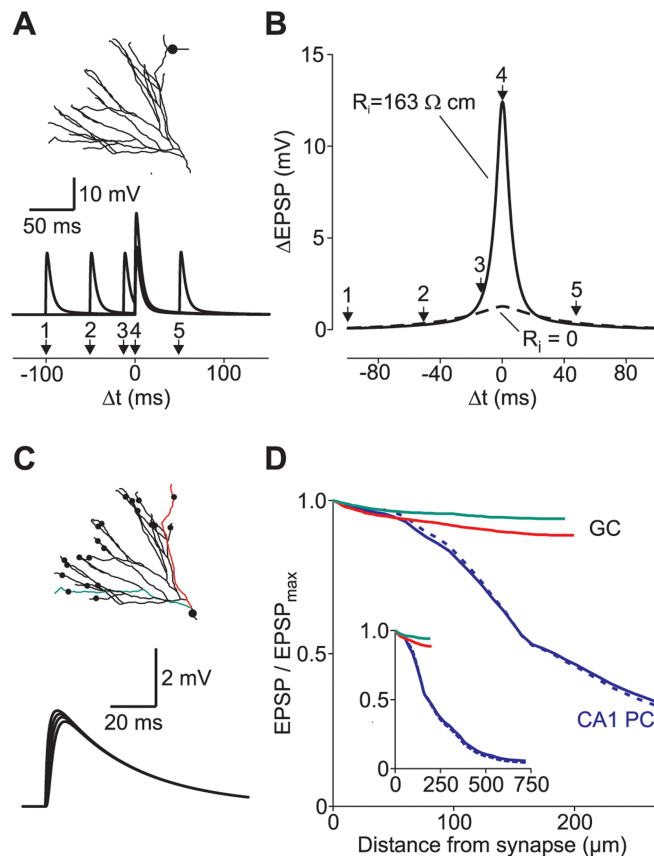 A
10 mV
50 ms
1 2 3 4 5
-100 0 100
Δt (ms)
B
15
10
5
0
ΔEPSP (mV)
4
Ri=163 Ω cm
3
1 2 5
Ri = 0
-80 -40 0 40 80
Δt (ms)
C
2 mV
20 ms
D
1.0
0.5
0
EPSP / EPSPmax
GC
CA1 PC
1.0
0.5
0
0 250 500 750
0 100 200
Distance from synapse (µm)